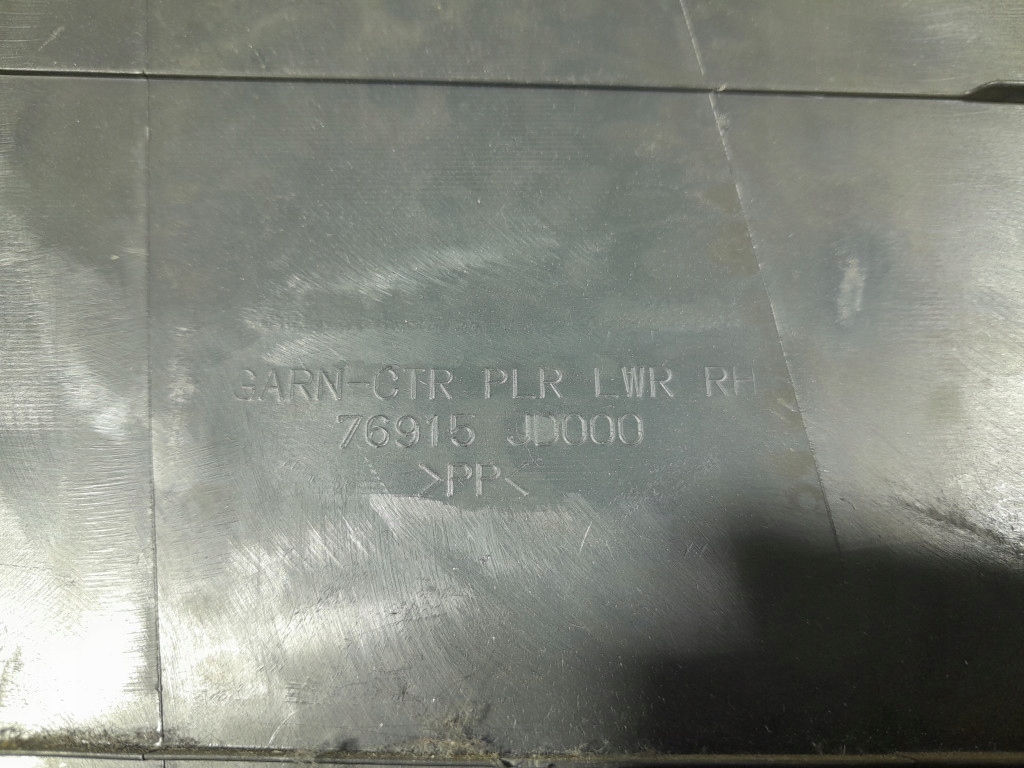 GARN-CTR PLR LWR RH
76915 JD000
>PP<